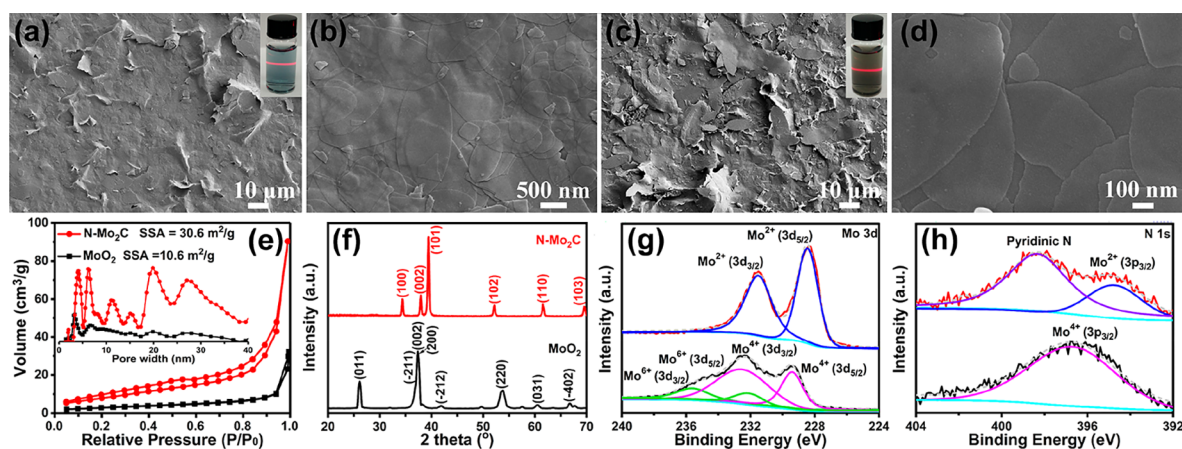 (a)
10 μm
(b)
500 nm
(c)
10 μm
(d)
100 nm
(e)
N-Mo₂C SSA = 30.6 m²/g
MoO₂ SSA =10.6 m²/g
Volume (cm³/g)
100
90
80
70
60
50
40
30
20
10
0
0 10 20 30 40
Pore width (nm)
0.0 0.2 0.4 0.6 0.8 1.0
Relative Pressure (P/P₀)
(f)
Intensity (a.u.)
N-Mo₂C
(100)
(002)
(101)
(102)
(110)
(103)
MoO₂
(011)
(-211)
(002)
(200)
(-212)
(220)
(031)
(-402)
20 30 40 50 60 70
2 theta (°)
(g)
Mo 3d
Intensity (a.u.)
Mo²⁺ (3d₃/₂)
Mo²⁺ (3d₅/₂)
Mo⁶⁺ (3d₃/₂)
Mo⁶⁺ (3d₅/₂)
Mo⁴⁺ (3d₃/₂)
Mo⁴⁺ (3d₅/₂)
240 236 232 228 224
Binding Energy (eV)
(h)
N 1s
Intensity (a.u.)
Pyridinic N
Mo²⁺ (3p₃/₂)
Mo⁴⁺ (3p₃/₂)
404 400 396 392
Binding Energy (eV)